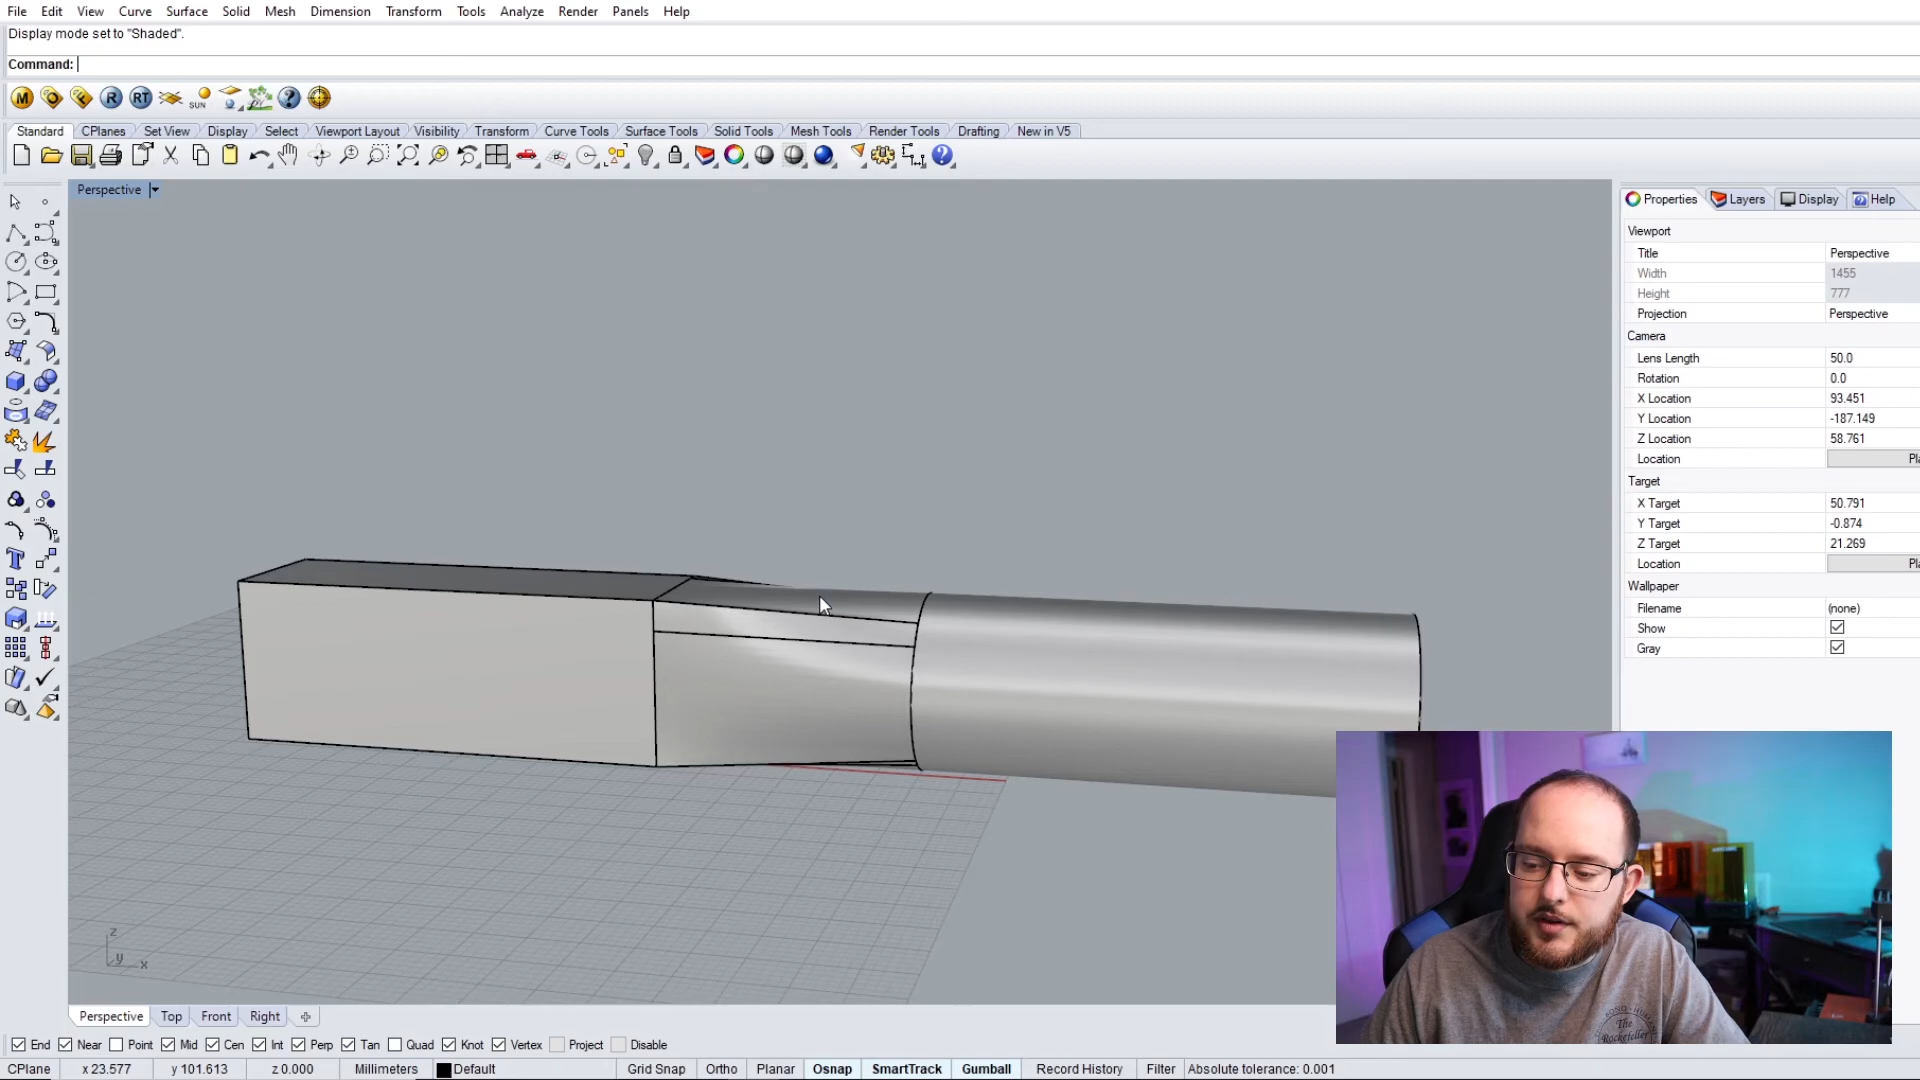 File Edit View Curve Surface Solid Mesh Dimension Transform Tools Analyze Render Panels Help
Display mode set to "Shaded".
Command:
M R RT SUN
Standard CPlanes Set View Display Select Viewport Layout Visibility Transform Curve Tools Surface Tools Solid Tools Mesh Tools Render Tools Drafting New in V5
Perspective
Properties Layers Display Help
Viewport
Title Perspective
Width 1455
Height 777
Projection Perspective
Camera
Lens Length 50.0
Rotation 0.0
X Location 93.451
Y Location -187.149
Z Location 58.761
Location Pla
Target
X Target 50.791
Y Target -0.874
Z Target 21.269
Location Pla
Wallpaper
Filename (none)
Show
Gray
z
y x
The
Rockefeller
Perspective Top Front Right
End Near Point Mid Cen Int Perp Tan Quad Knot Vertex Project Disable
CPlane x 23.577 y 101.613 z 0.000 Millimeters Default Grid Snap Ortho Planar Osnap SmartTrack Gumball Record History Filter Absolute tolerance: 0.001